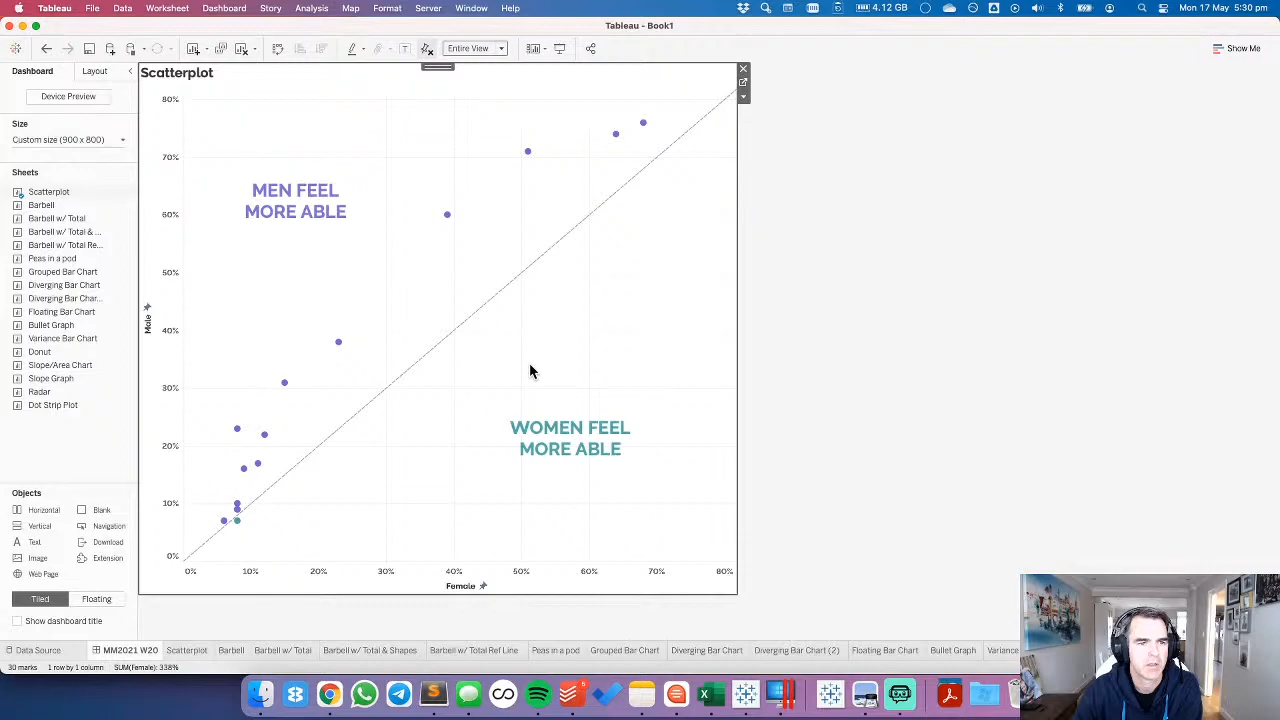 Tableau File Data Worksheet Dashboard Story Analysis Map Format Server Window Help
4.12 GB Mon 17 May 5:30 pm
Tableau - Book1
Entire View
Show Me
Dashboard Layout
Device Preview
Size
Custom size (900 x 800)
Sheets
Scatterplot
Barbell
Barbell w/ Total
Barbell w/ Total & ...
Barbell w/ Total Re...
Peas in a pod
Grouped Bar Chart
Diverging Bar Chart
Diverging Bar Char...
Floating Bar Chart
Bullet Graph
Variance Bar Chart
Donut
Slope/Area Chart
Slope Graph
Radar
Dot Strip Plot
Objects
Horizontal Blank
Vertical Navigation
Text Download
Image Extension
Web Page
Tiled Floating
Show dashboard title
Scatterplot
80%
70%
60%
50%
40%
30%
20%
10%
0%
Male
MEN FEEL
MORE ABLE
WOMEN FEEL
MORE ABLE
0% 10% 20% 30% 40% 50% 60% 70% 80%
Female
Data Source MM2021 W20 Scatterplot Barbell Barbell w/ Total Barbell w/ Total & Shapes Barbell w/ Total Ref Line Peas in a pod Grouped Bar Chart Diverging Bar Chart Diverging Bar Chart (2) Floating Bar Chart Bullet Graph Variance
30 marks 1 row by 1 column SUM(Female): 338%